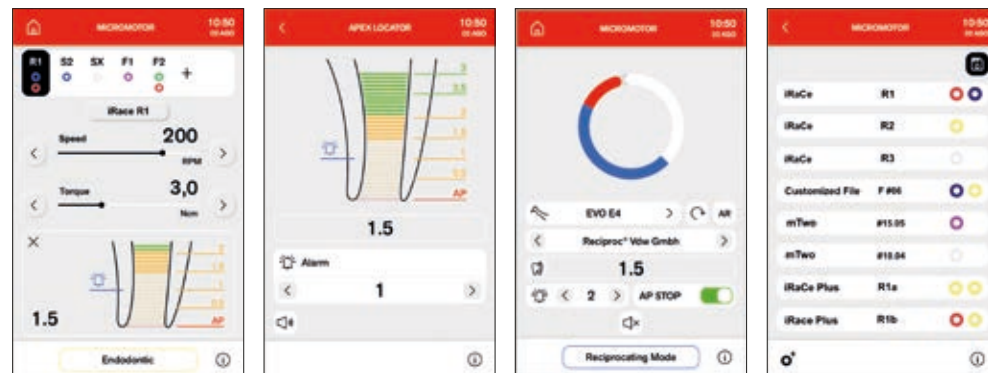 MICROMOTOR
10:50
R1 S2 SX F1 F2 +
iRace R1
Speed
200
RPM
Torque
3,0
Ncm
2
1.5
1
0.5
AP
1.5
Endodontic
APEX LOCATOR
10:50
3
2.5
2
1.5
1
0.5
AP
1.5
Alarm
1
MICROMOTOR
10:50
EVO E4
AR
Reciproc® Vdw Gmbh
1.5
2
AP STOP
Reciprocating Mode
MICROMOTOR
10:50
iRaCe R1
iRaCe R2
iRaCe R3
Customized File F #06
mTwo #15.05
mTwo #10.04
iRaCe Plus R1a
iRace Plus R1b